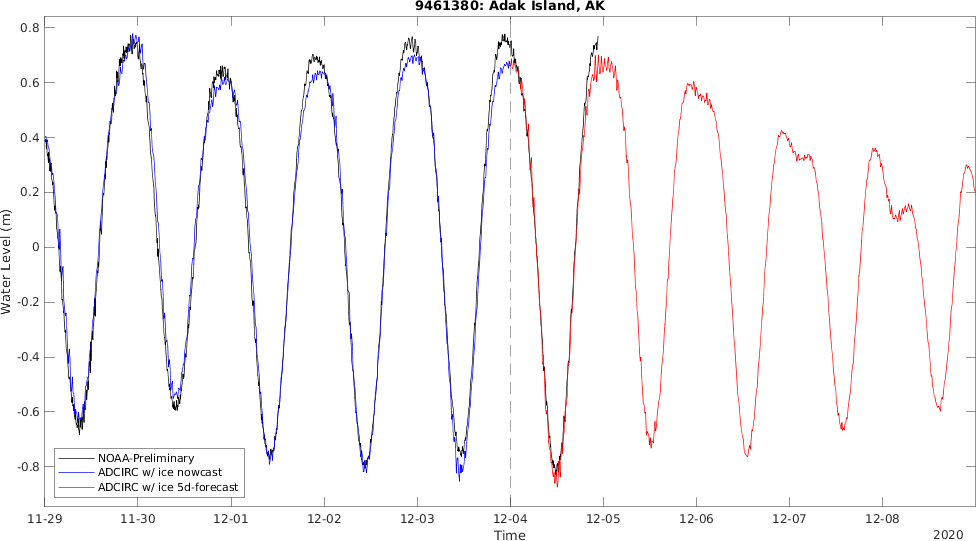 9461380: Adak Island, AK
0.8
0.6
0.4
0.2
0
-0.2
-0.4
-0.6
-0.8
Water Level (m)
NOAA-Preliminary
ADCIRC w/ ice nowcast
ADCIRC w/ ice 5d-forecast
11-29 11-30 12-01 12-02 12-03 12-04 12-05 12-06 12-07 12-08
Time
2020